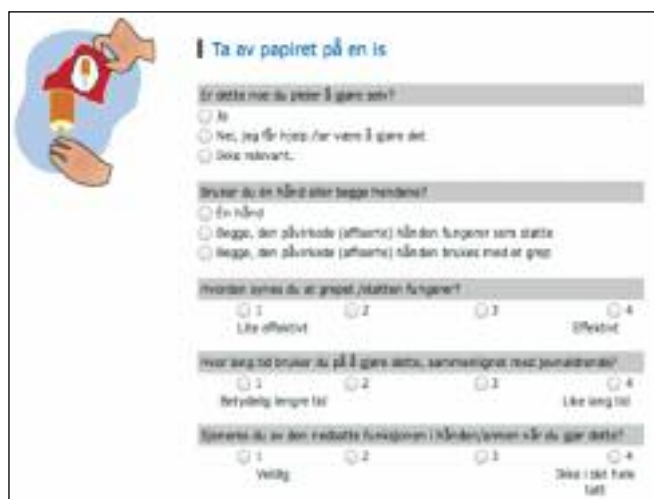 Ta av papiret på en is
Er dette noe du pleier å gjøre selv?
Ja
Nei, jeg får hjelp /lar være å gjøre det
Ikke relevant.
Bruker du én hånd eller begge hendene?
Én hånd
Begge, den påvirkede (affiserte) hånden fungerer som støtte
Begge, den påvirkede (affiserte) hånden brukes med et grep
Hvordan synes du at grepet /støtten fungerer?
1 2 3 4
Lite effektivt Effektivt
Hvor lang tid bruker du på å gjøre dette, sammenlignet med jevnaldrende?
1 2 3 4
Betydelig lengre tid Like lang tid
Sjeneres du av den nedsatte funksjonen i hånden/armen når du gjør dette?
1 2 3 4
Veldig Ikke i det hele
tatt